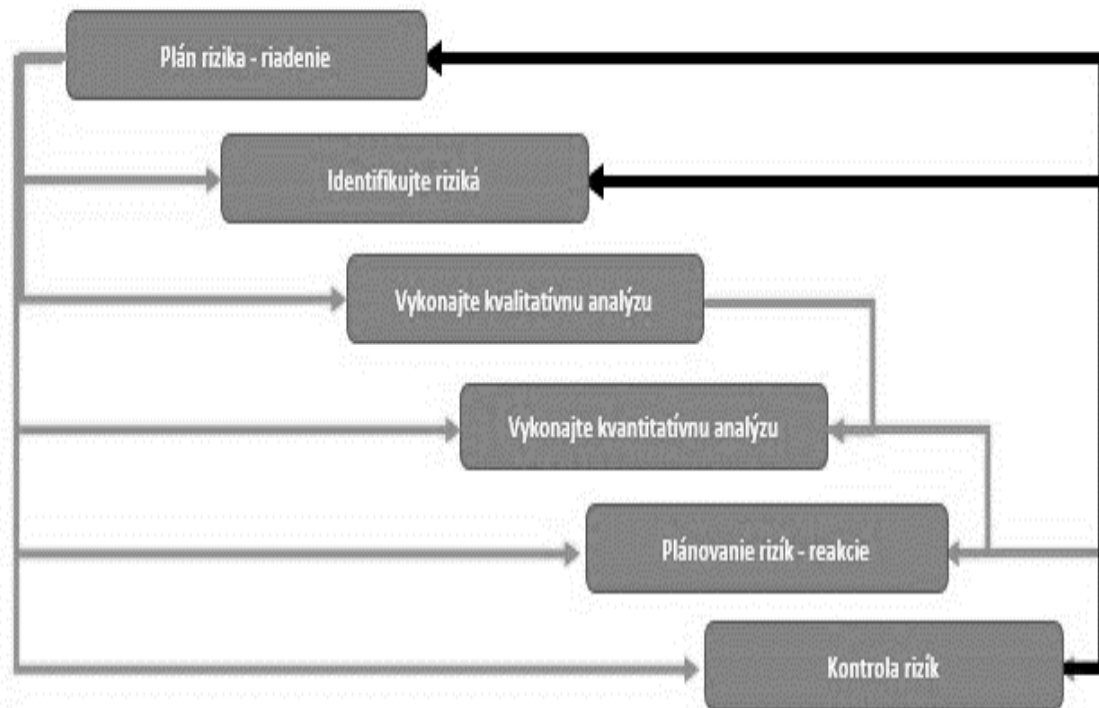 Plán rizika - riadenie
Identifikujte riziká
Vykonajte kvalitatívnu analýzu
Vykonajte kvantitatívnu analýzu
Plánovanie rizík - reakcie
Kontrola rizík